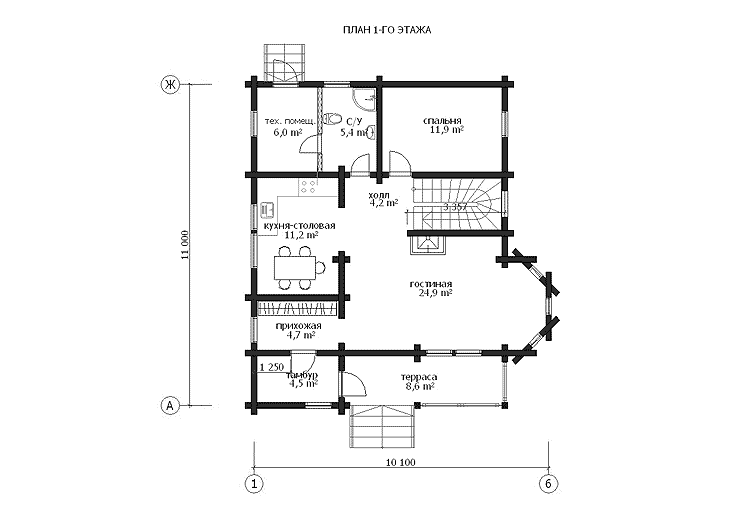 ПЛАН 1-ГО ЭТАЖА
Ж
тех. помещ.
6,0 m²
С/У
5,4 m²
спальня
11,9 m²
холл
4,2 m²
3,357
кухня-столовая
11,2 m²
11 000
гостиная
24,9 m²
прихожая
4,7 m²
1 250
тамбур
4,5 m²
терраса
8,6 m²
А
10 100
1
6